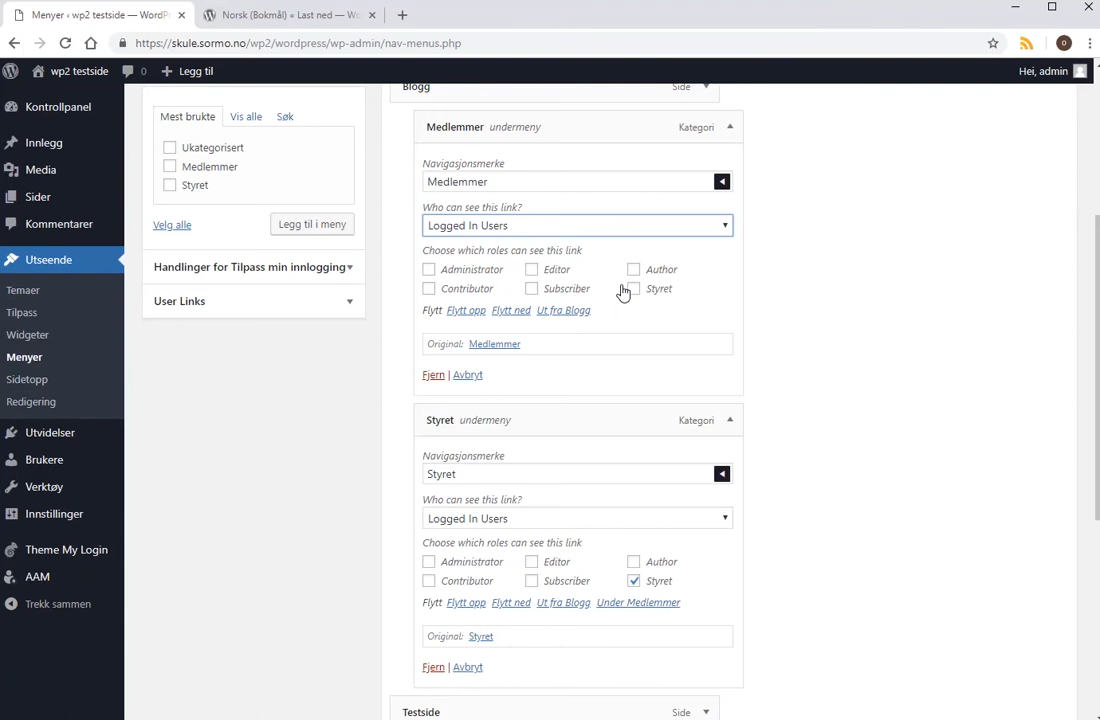 Menyer ‹ wp2 testside — WordPr
Norsk (Bokmål) « Last ned — Wo
https://skule.sormo.no/wp2/wordpress/wp-admin/nav-menus.php
wp2 testside 0 Legg til Hei, admin
Kontrollpanel
Innlegg
Media
Sider
Kommentarer
Utseende
Temaer
Tilpass
Widgeter
Menyer
Sidetopp
Redigering
Utvidelser
Brukere
Verktøy
Innstillinger
Theme My Login
AAM
Trekk sammen
Mest brukte Vis alle Søk
Ukategorisert
Medlemmer
Styret
Velg alle Legg til i meny
Handlinger for Tilpass min innlogging
User Links
Blogg Side
Medlemmer undermeny Kategori
Navigasjonsmerke
Medlemmer
Who can see this link?
Logged In Users
Choose which roles can see this link
Administrator Editor Author
Contributor Subscriber Styret
Flytt Flytt opp Flytt ned Ut fra Blogg
Original: Medlemmer
Fjern | Avbryt
Styret undermeny Kategori
Navigasjonsmerke
Styret
Who can see this link?
Logged In Users
Choose which roles can see this link
Administrator Editor Author
Contributor Subscriber Styret
Flytt Flytt opp Flytt ned Ut fra Blogg Under Medlemmer
Original: Styret
Fjern | Avbryt
Testside Side